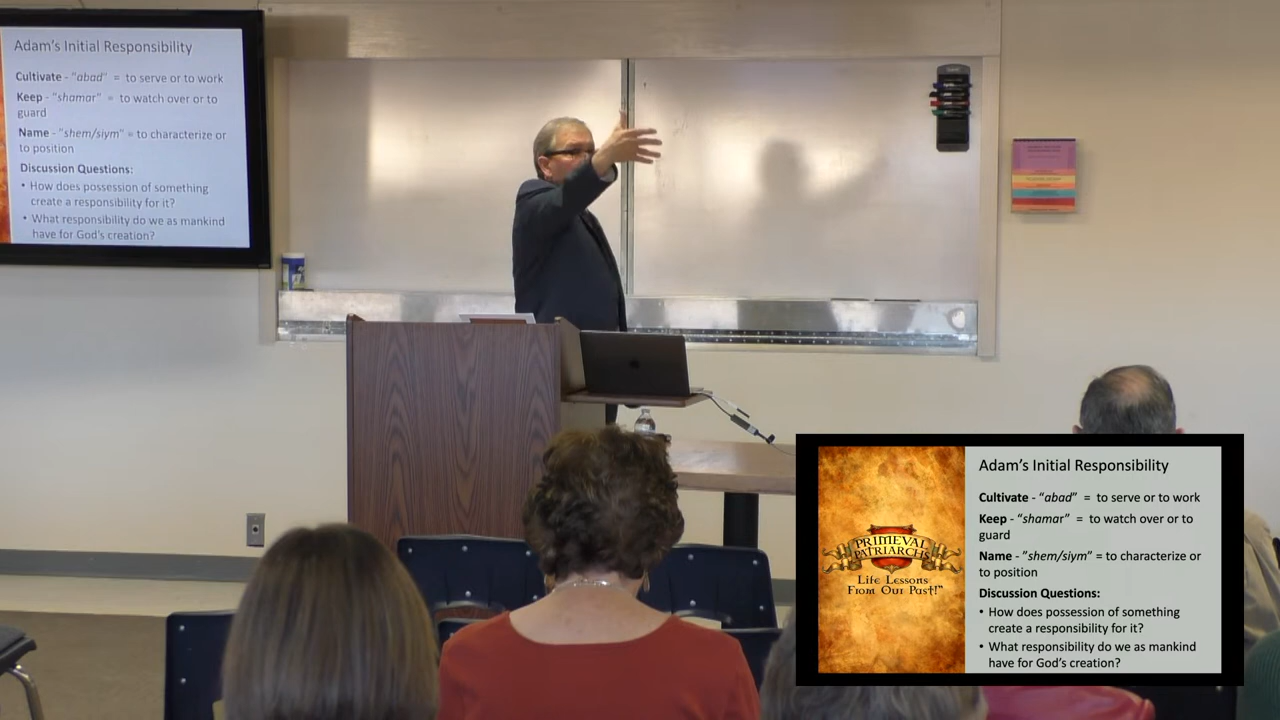 Adam's Initial Responsibility
Cultivate - "abad" = to serve or to work
Keep - "shamar" = to watch over or to
guard
Name - "shem/siym" = to characterize or
to position
Discussion Questions:
• How does possession of something
create a responsibility for it?
• What responsibility do we as mankind
have for God's creation?
PRIMEVAL
PATRIARCHS
Life Lessons
From Our Past!"
Adam's Initial Responsibility
Cultivate - "abad" = to serve or to work
Keep - "shamar" = to watch over or to
guard
Name - "shem/siym" = to characterize or
to position
Discussion Questions:
• How does possession of something
create a responsibility for it?
• What responsibility do we as mankind
have for God's creation?